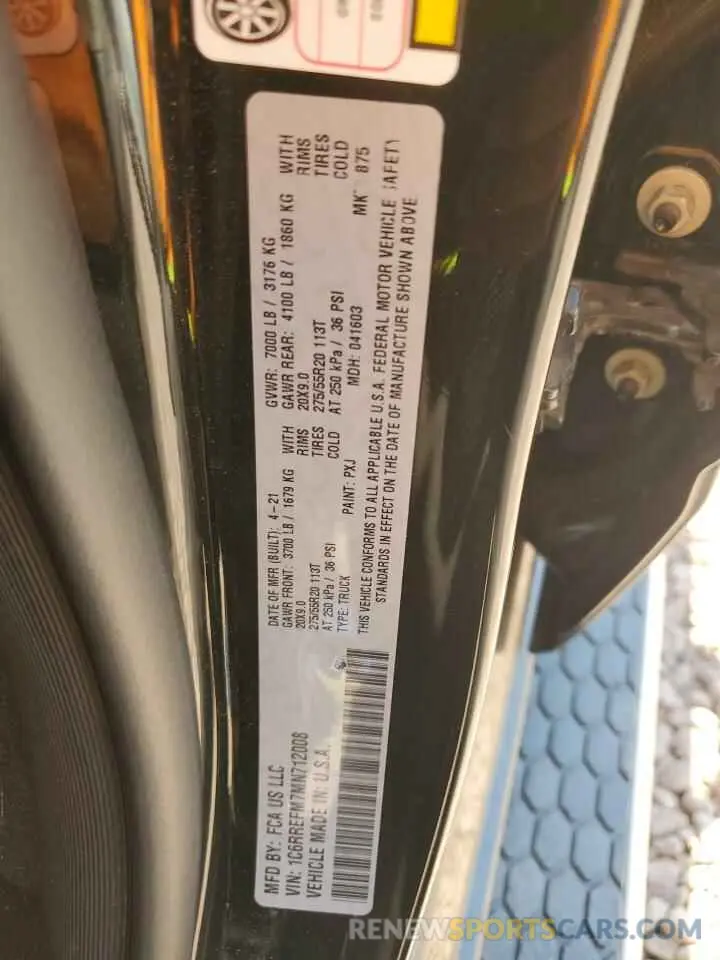 MFD BY: FCA US LLC
DATE OF MFR (BUILT): 4-21
GVWR: 7000 LB / 3176 KG
GAWR FRONT: 3700 LB / 1679 KG WITH
GAWR REAR: 4100 LB / 1860 KG WITH
20X9.0 RIMS
20X9.0 RIMS
275/55R20 113T TIRES
275/55R20 113T TIRES
AT 250 kPa / 36 PSI COLD
AT 250 kPa / 36 PSI COLD
VIN: 1C6RREFM7MN712008
TYPE: TRUCK
PAINT: PXJ
MDH: 041603
MK 875
VEHICLE MADE IN: U.S.A.
THIS VEHICLE CONFORMS TO ALL APPLICABLE U.S.A. FEDERAL MOTOR VEHICLE SAFETY
STANDARDS IN EFFECT ON THE DATE OF MANUFACTURE SHOWN ABOVE
RENEWSPORTSCARS.COM